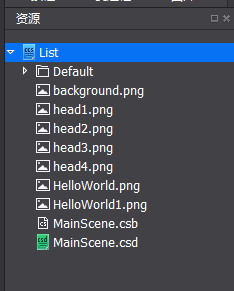 资源
List
Default
background.png
head1.png
head2.png
head3.png
head4.png
HelloWorld.png
HelloWorld1.png
MainScene.csb
MainScene.csd